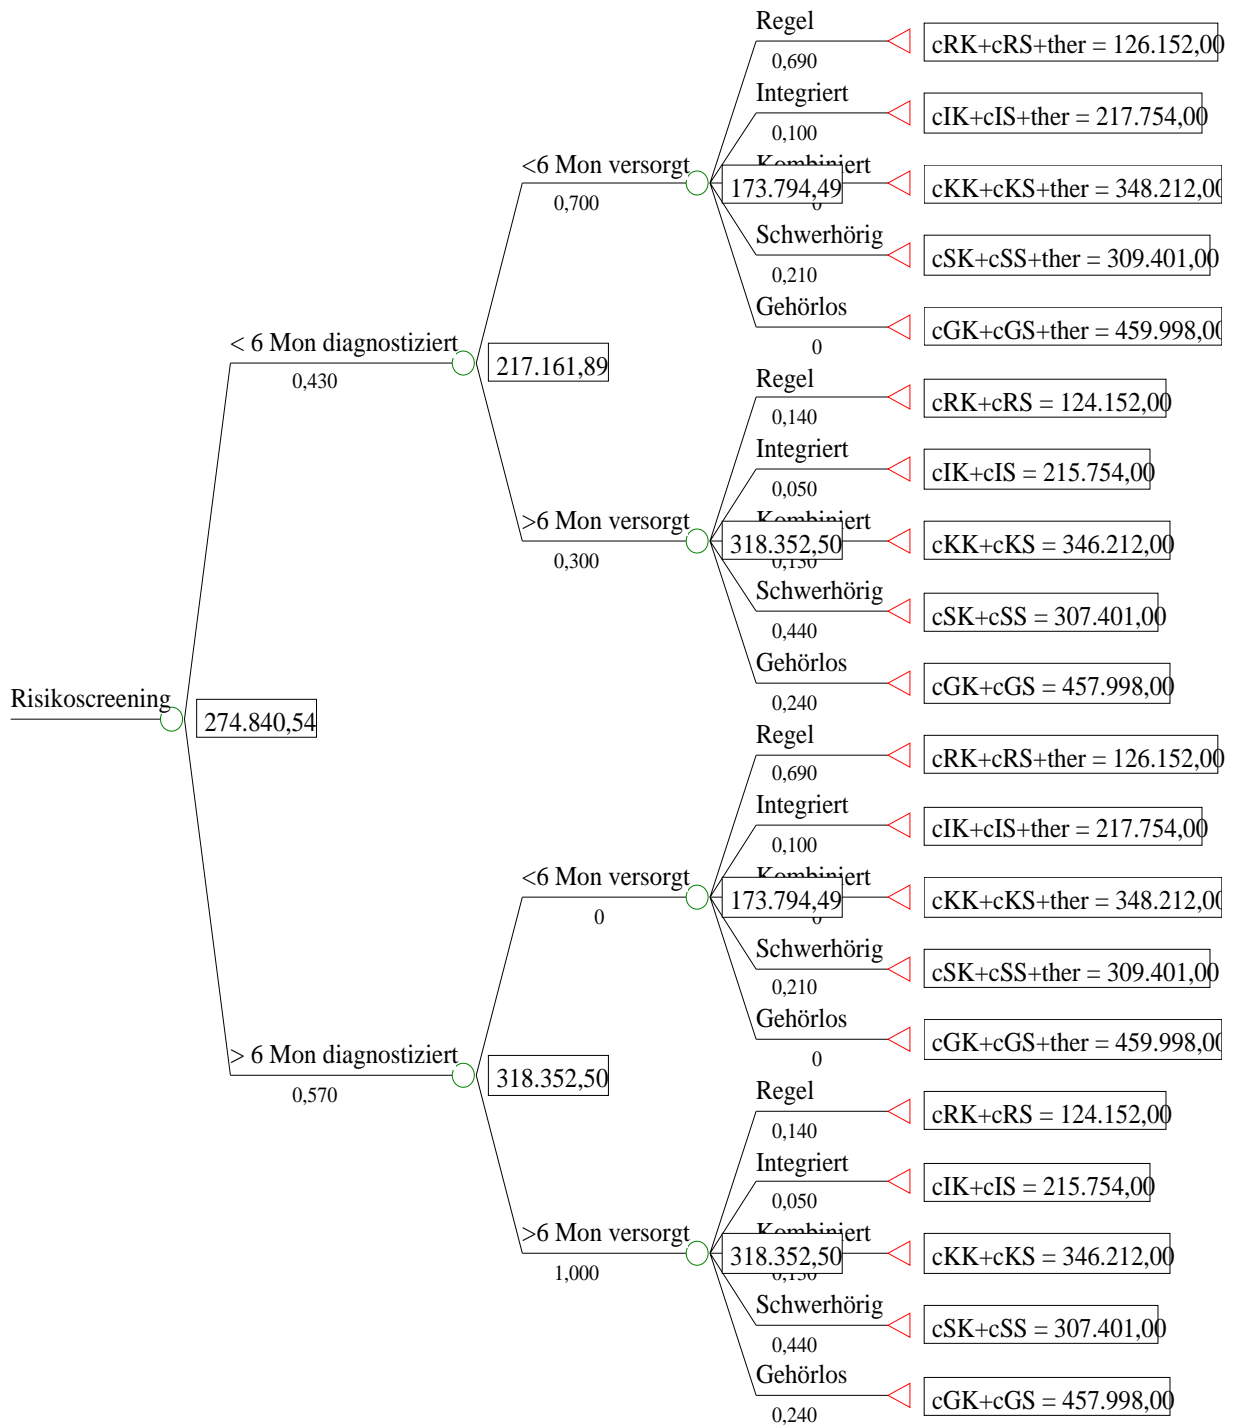 Risikoscreening
274.840,54
< 6 Mon diagnostiziert
0,430
217.161,89
<6 Mon versorgt
0,700
173.794,49
Regel
0,690
cRK+cRS+ther = 126.152,00
Integriert
0,100
cIK+cIS+ther = 217.754,00
Kombiniert
0
cKK+cKS+ther = 348.212,00
Schwerhörig
0,210
cSK+cSS+ther = 309.401,00
Gehörlos
0
cGK+cGS+ther = 459.998,00
>6 Mon versorgt
0,300
318.352,50
Regel
0,140
cRK+cRS = 124.152,00
Integriert
0,050
cIK+cIS = 215.754,00
Kombiniert
0,130
cKK+cKS = 346.212,00
Schwerhörig
0,440
cSK+cSS = 307.401,00
Gehörlos
0,240
cGK+cGS = 457.998,00
> 6 Mon diagnostiziert
0,570
318.352,50
<6 Mon versorgt
0
173.794,49
Regel
0,690
cRK+cRS+ther = 126.152,00
Integriert
0,100
cIK+cIS+ther = 217.754,00
Kombiniert
0
cKK+cKS+ther = 348.212,00
Schwerhörig
0,210
cSK+cSS+ther = 309.401,00
Gehörlos
0
cGK+cGS+ther = 459.998,00
>6 Mon versorgt
1,000
318.352,50
Regel
0,140
cRK+cRS = 124.152,00
Integriert
0,050
cIK+cIS = 215.754,00
Kombiniert
0,130
cKK+cKS = 346.212,00
Schwerhörig
0,440
cSK+cSS = 307.401,00
Gehörlos
0,240
cGK+cGS = 457.998,00